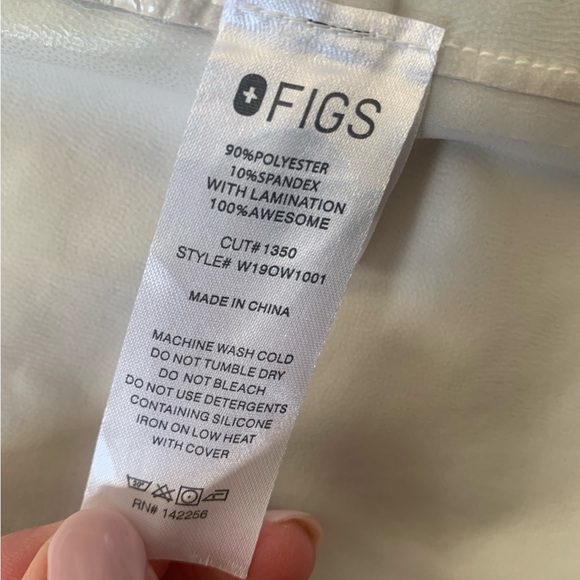 FIGS
90%POLYESTER
10%SPANDEX
WITH LAMINATION
100%AWESOME
CUT#1350
STYLE# W19OW1001
MADE IN CHINA
MACHINE WASH COLD
DO NOT TUMBLE DRY
DO NOT BLEACH
DO NOT USE DETERGENTS
CONTAINING SILICONE
IRON ON LOW HEAT
WITH COVER
RN# 142256